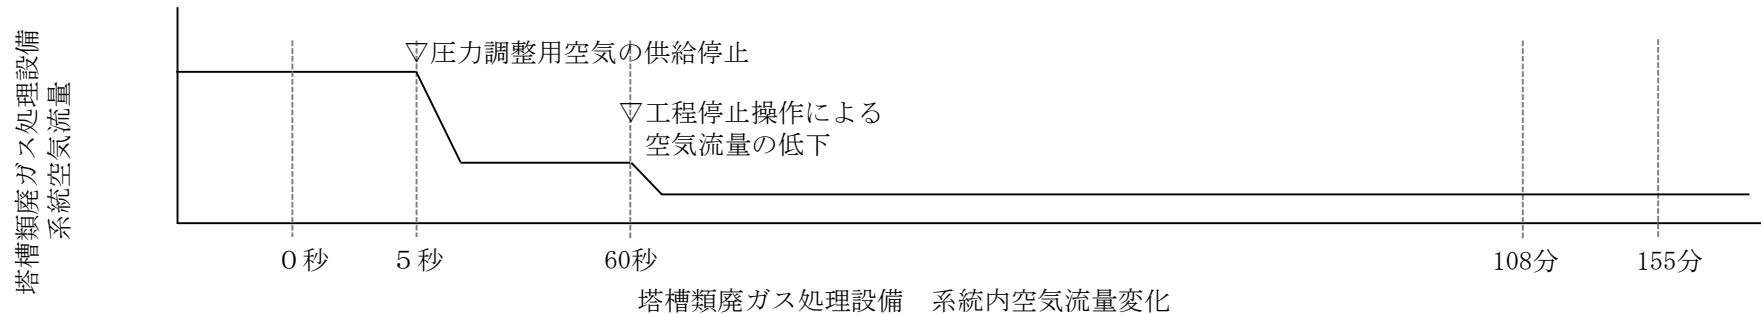 塔槽類廃ガス処理設備
系統空気流量
▽圧力調整用空気の供給停止
▽工程停止操作による
空気流量の低下
０秒
５秒
60秒
108分
155分
塔槽類廃ガス処理設備　系統内空気流量変化